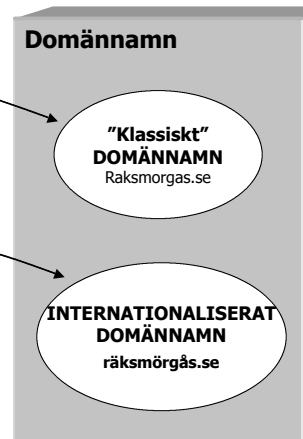 Domännamn
”Klassiskt”
DOMÄNNAMN
Raksmorgas.se
INTERNATIONALISERAT
DOMÄNNAMN
räksmörgås.se